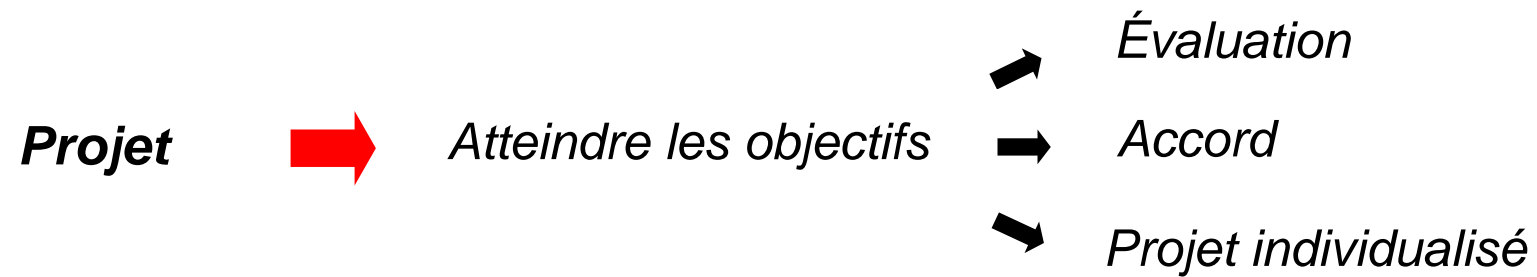 Évaluation
Projet
Atteindre les objectifs
Accord
Projet individualisé